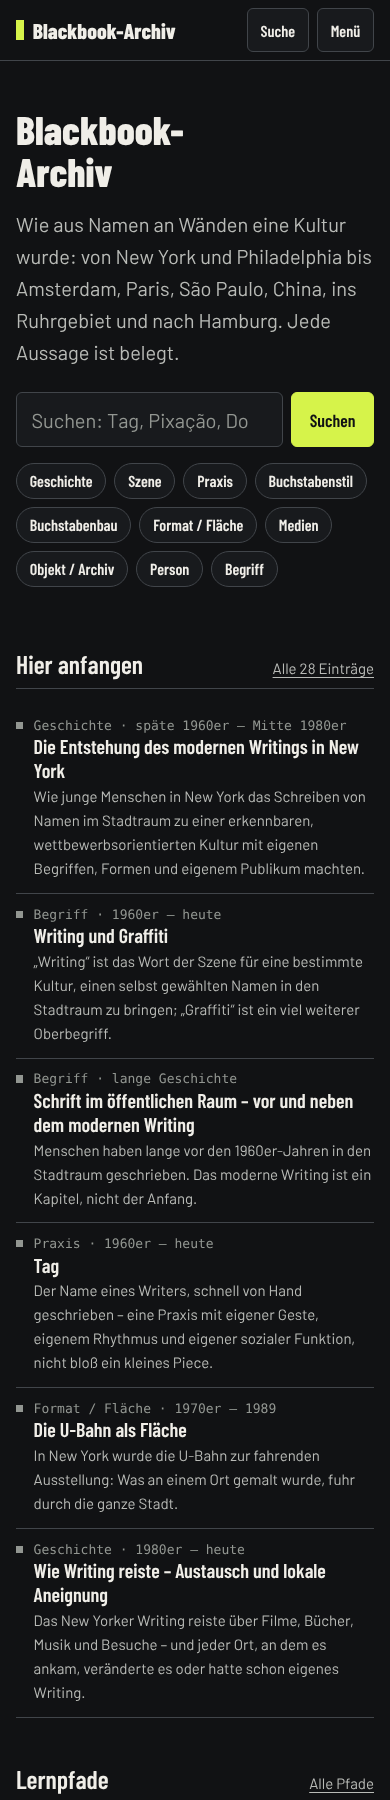 Blackbook-Archiv
Suche
Menü
Blackbook-
Archiv
Wie aus Namen an Wänden eine Kultur
wurde: von New York und Philadelphia bis
Amsterdam, Paris, São Paulo, China, ins
Ruhrgebiet und nach Hamburg. Jede
Aussage ist belegt.
Suchen: Tag, Pixação, Do
Suchen
Geschichte
Szene
Praxis
Buchstabenstil
Buchstabenbau
Format / Fläche
Medien
Objekt / Archiv
Person
Begriff
Hier anfangen
Alle 28 Einträge
Geschichte · späte 1960er – Mitte 1980er
Die Entstehung des modernen Writings in New
York
Wie junge Menschen in New York das Schreiben von
Namen im Stadtraum zu einer erkennbaren,
wettbewerbsorientierten Kultur mit eigenen
Begriffen, Formen und eigenem Publikum machten.
Begriff · 1960er – heute
Writing und Graffiti
„Writing“ ist das Wort der Szene für eine bestimmte
Kultur, einen selbst gewählten Namen in den
Stadtraum zu bringen; „Graffiti“ ist ein viel weiterer
Oberbegriff.
Begriff · lange Geschichte
Schrift im öffentlichen Raum – vor und neben
dem modernen Writing
Menschen haben lange vor den 1960er-Jahren in den
Stadtraum geschrieben. Das moderne Writing ist ein
Kapitel, nicht der Anfang.
Praxis · 1960er – heute
Tag
Der Name eines Writers, schnell von Hand
geschrieben – eine Praxis mit eigener Geste,
eigenem Rhythmus und eigener sozialer Funktion,
nicht bloß ein kleines Piece.
Format / Fläche · 1970er – 1989
Die U-Bahn als Fläche
In New York wurde die U-Bahn zur fahrenden
Ausstellung: Was an einem Ort gemalt wurde, fuhr
durch die ganze Stadt.
Geschichte · 1980er – heute
Wie Writing reiste – Austausch und lokale
Aneignung
Das New Yorker Writing reiste über Filme, Bücher,
Musik und Besuche – und jeder Ort, an dem es
ankam, veränderte es oder hatte schon eigenes
Writing.
Lernpfade
Alle Pfade